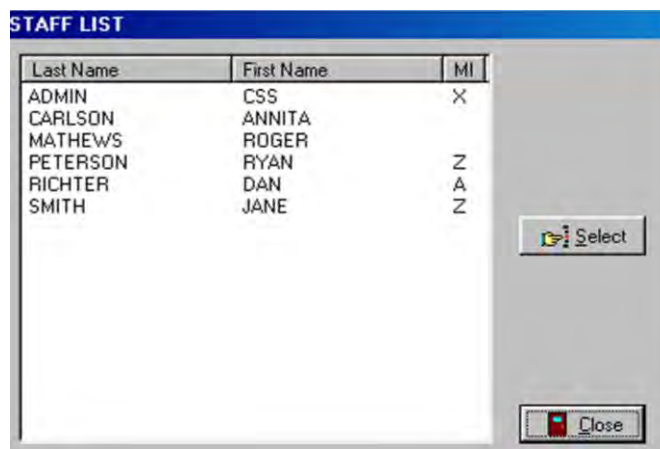 STAFF LIST
Last Name First Name MI
ADMIN CSS X
CARLSON ANNITA
MATHEWS ROGER
PETERSON RYAN Z
RICHTER DAN A
SMITH JANE Z
Select
Close